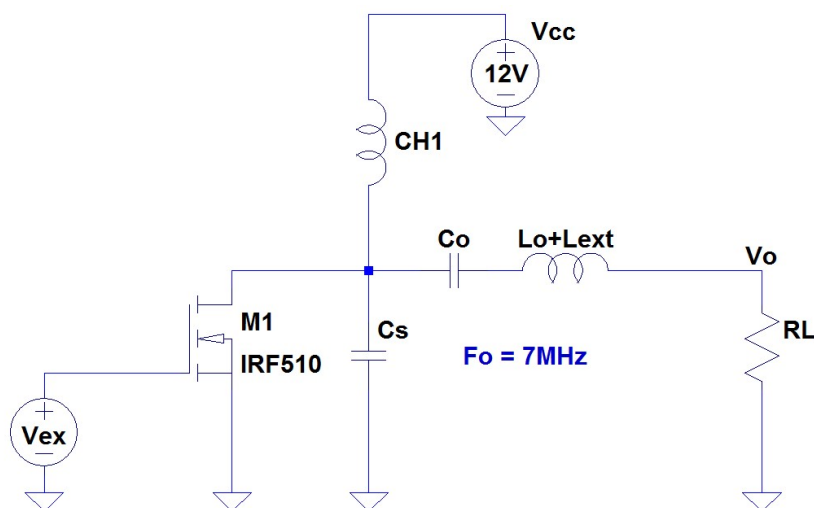 Vcc
12V
CH1
Co
Lo+Lext
Vo
M1
Cs
RL
IRF510
Fo = 7MHz
Vex